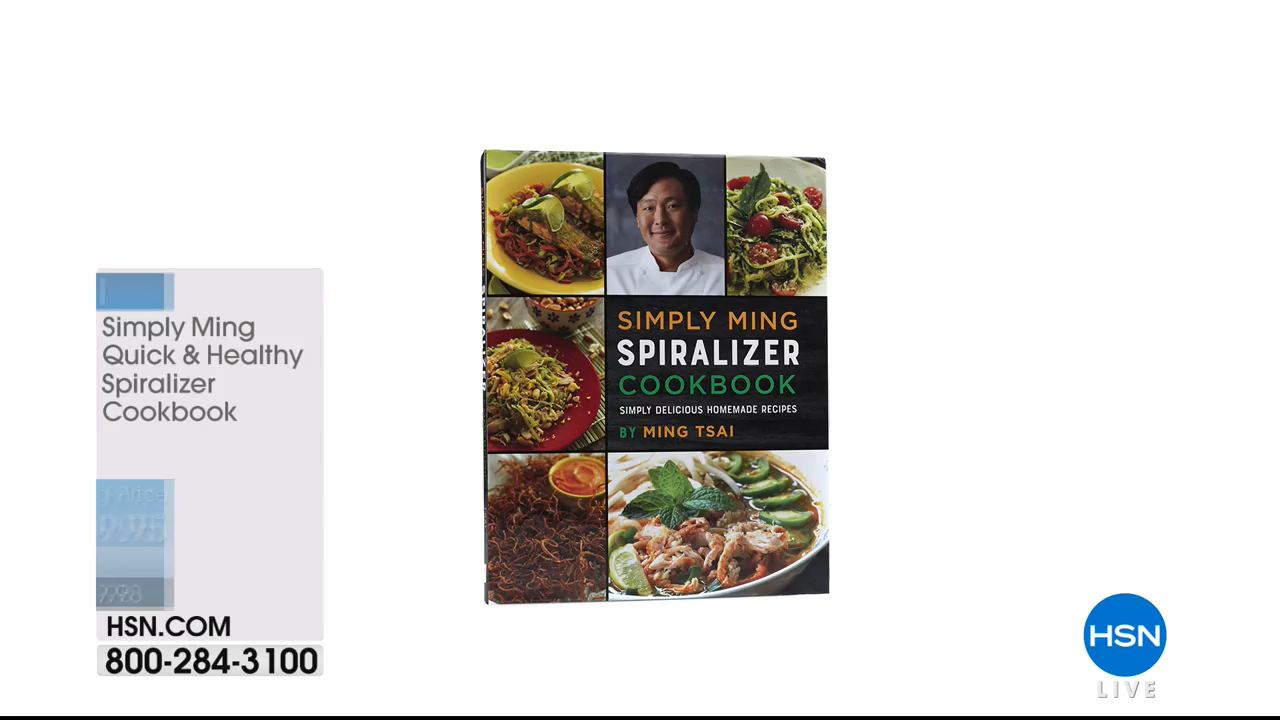 Simply Ming
Quick & Healthy
Spiralizer
Cookbook
HSN.COM
800-284-3100
SIMPLY MING
SPIRALIZER
COOKBOOK
SIMPLY DELICIOUS HOMEMADE RECIPES
BY MING TSAI
HSN
LIVE